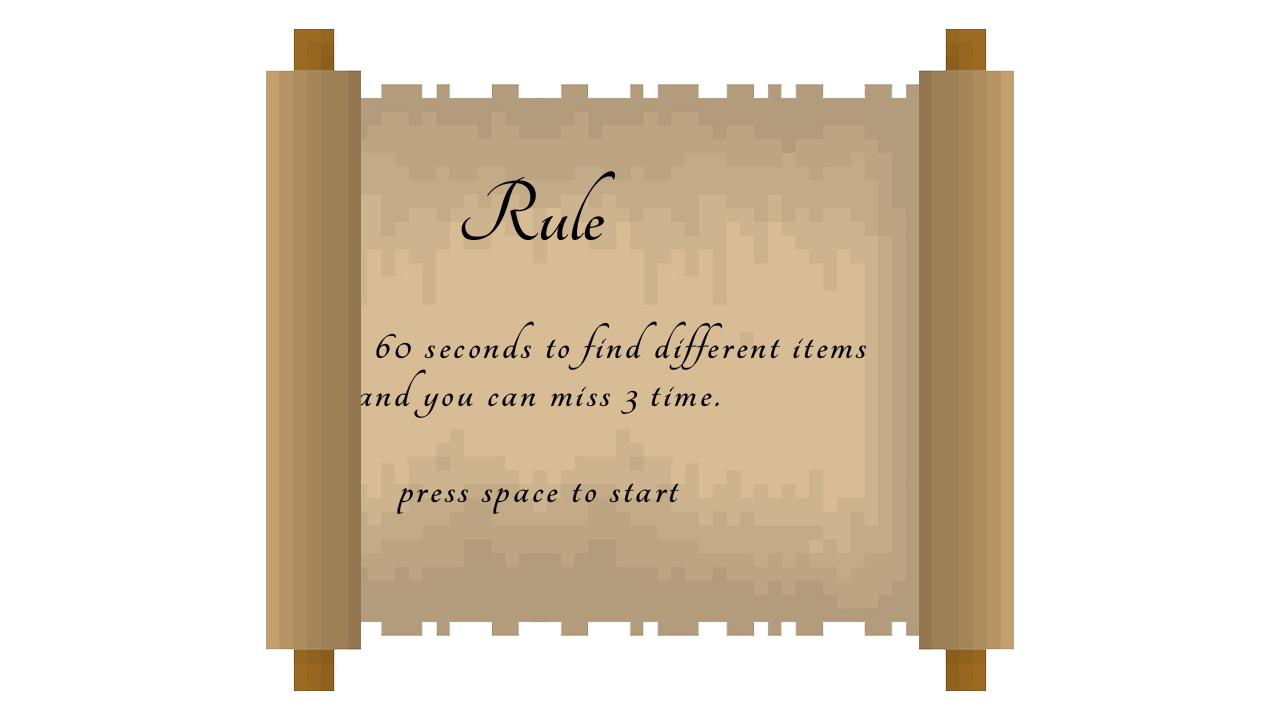 Rule
60 seconds to find different items
and you can miss 3 time.
press space to start